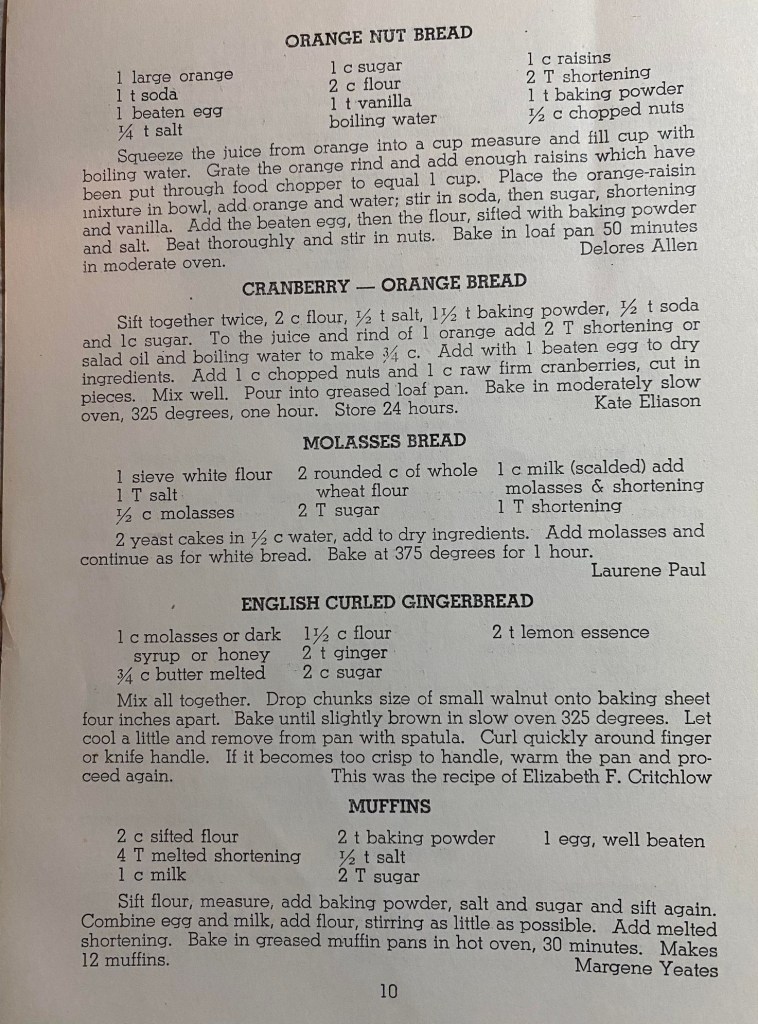 ORANGE NUT BREAD
1 large orange 1 c sugar 1 c raisins
1 t soda 2 c flour 2 T shortening
1 beaten egg 1 t vanilla 1 t baking powder
¼ t salt boiling water ½ c chopped nuts
Squeeze the juice from orange into a cup measure and fill cup with
boiling water. Grate the orange rind and add enough raisins which have
been put through food chopper to equal 1 cup. Place the orange-raisin
mixture in bowl, add orange and water; stir in soda, then sugar, shortening
and vanilla. Add the beaten egg, then the flour, sifted with baking powder
and salt. Beat thoroughly and stir in nuts. Bake in loaf pan 50 minutes
in moderate oven. Delores Allen
CRANBERRY — ORANGE BREAD
Sift together twice, 2 c flour, ½ t salt, 1½ t baking powder, ½ t soda
and 1c sugar. To the juice and rind of 1 orange add 2 T shortening or
salad oil and boiling water to make ¾ c. Add with 1 beaten egg to dry
ingredients. Add 1 c chopped nuts and 1 c raw firm cranberries, cut in
pieces. Mix well. Pour into greased loaf pan. Bake in moderately slow
oven, 325 degrees, one hour. Store 24 hours. Kate Eliason
MOLASSES BREAD
1 sieve white flour 2 rounded c of whole 1 c milk (scalded) add
1 T salt wheat flour molasses & shortening
½ c molasses 2 T sugar 1 T shortening
2 yeast cakes in ½ c water, add to dry ingredients. Add molasses and
continue as for white bread. Bake at 375 degrees for 1 hour.
Laurene Paul
ENGLISH CURLED GINGERBREAD
1 c molasses or dark 1½ c flour 2 t lemon essence
syrup or honey 2 t ginger
¾ c butter melted 2 c sugar
Mix all together. Drop chunks size of small walnut onto baking sheet
four inches apart. Bake until slightly brown in slow oven 325 degrees. Let
cool a little and remove from pan with spatula. Curl quickly around finger
or knife handle. If it becomes too crisp to handle, warm the pan and pro-
ceed again. This was the recipe of Elizabeth F. Critchlow
MUFFINS
2 c sifted flour 2 t baking powder 1 egg, well beaten
4 T melted shortening ½ t salt
1 c milk 2 T sugar
Sift flour, measure, add baking powder, salt and sugar and sift again.
Combine egg and milk, add flour, stirring as little as possible. Add melted
shortening. Bake in greased muffin pans in hot oven, 30 minutes. Makes
12 muffins. Margene Yeates
10